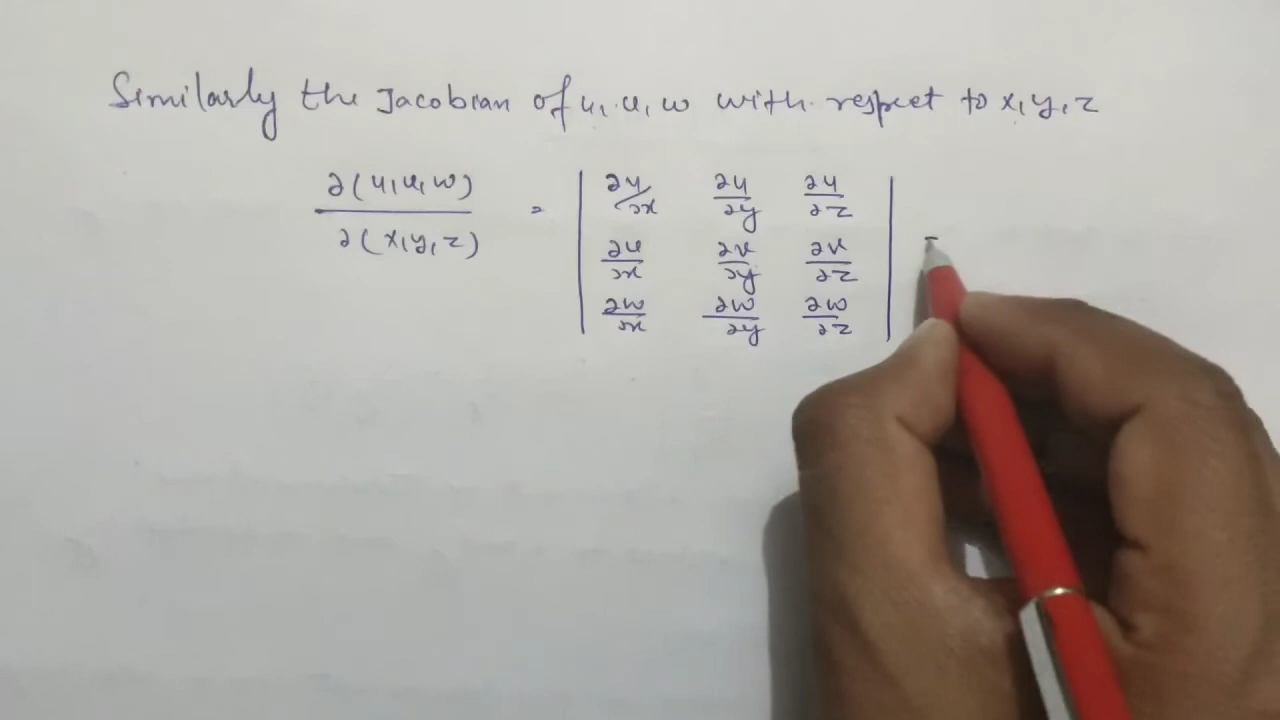 Similarly the Jacobian of u, v, w with respect to x, y, z
∂(u, v, w) / ∂(x, y, z) = | ∂u/∂x ∂u/∂y ∂u/∂z |
| ∂v/∂x ∂v/∂y ∂v/∂z |
| ∂w/∂x ∂w/∂y ∂w/∂z |